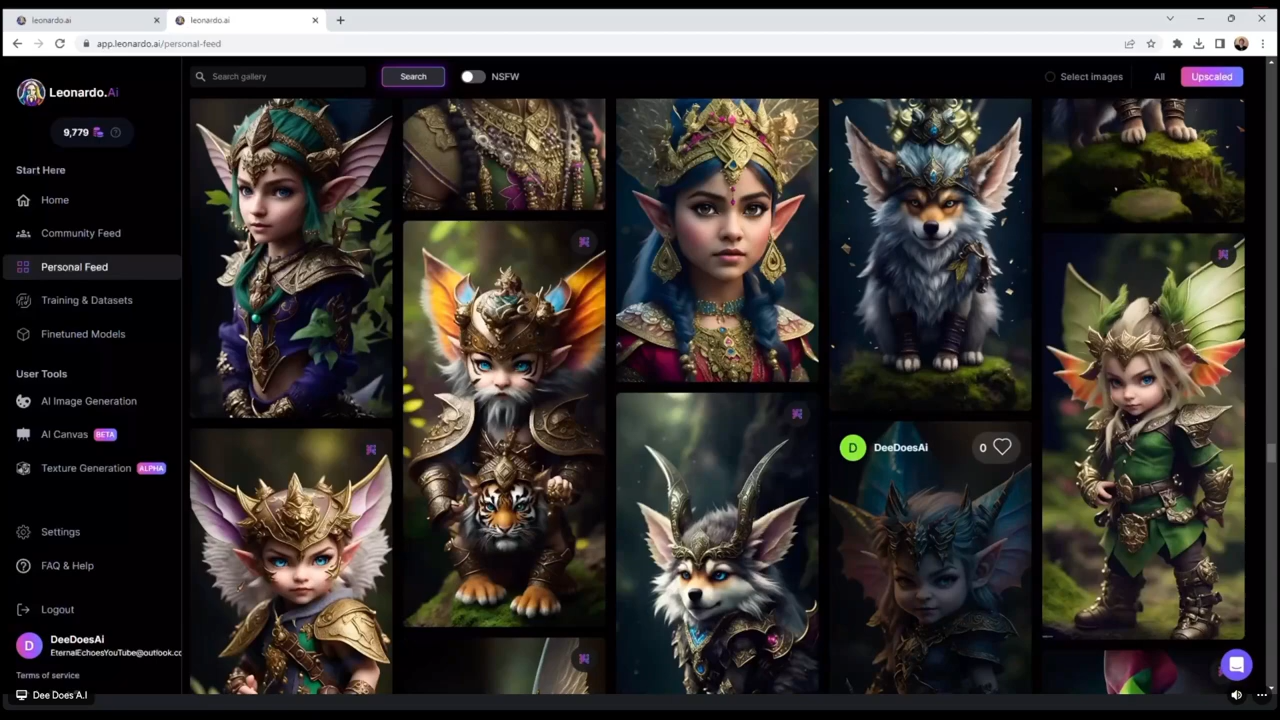 leonardo.ai
leonardo.ai
app.leonardo.ai/personal-feed
Leonardo.Ai
Search gallery
Search
NSFW
Select images
All
Upscaled
9,779
Start Here
Home
Community Feed
Personal Feed
Training & Datasets
Finetuned Models
User Tools
AI Image Generation
AI Canvas BETA
Texture Generation ALPHA
D DeeDoesAi 0
Settings
FAQ & Help
Logout
D DeeDoesAi
EternalEchoesYouTube@outlook.cc
Terms of service
Dee Does A.I